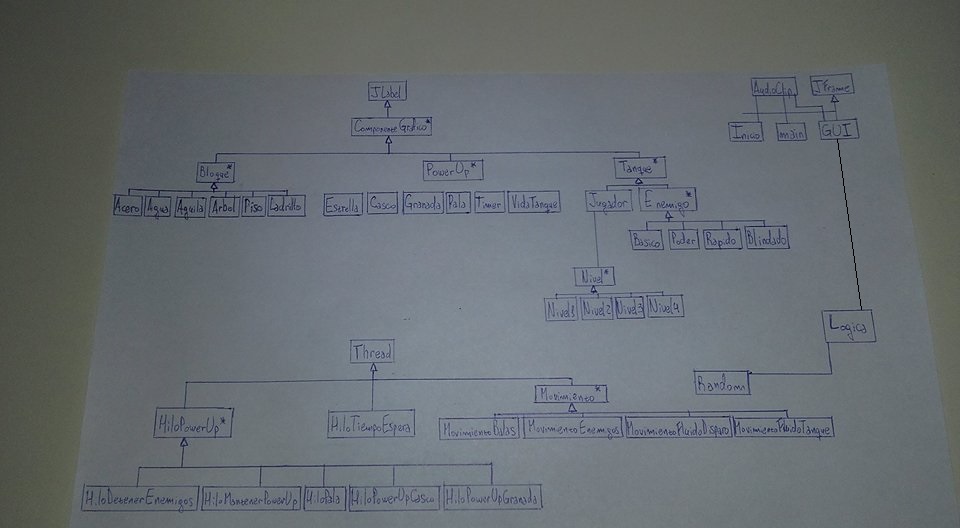 JLabel
AudioClip
JFrame
ComponenteGrafico*
Inicio
main
GUI
Bloque*
PowerUp*
Tanque*
Acero
Agua
Aguila
Arbol
Piso
Ladrillo
Estrella
Casco
Granada
Pala
Timer
VidaTanque
Jugador
Enemigo*
Basico
Poder
Rapido
Blindado
Nivel*
Nivel1
Nivel2
Nivel3
Nivel4
Logica
Thread
Random
HiloPowerUp*
HiloTiempoEspera
Movimiento*
MovimientoBalas
MovimientoEnemigos
MovimientoFluidoDisparo
MovimientoFluidoTanque
HiloDetenerEnemigos
HiloMantenerPowerUp
HiloPala
HiloPowerUpCasco
HiloPowerUpGranada